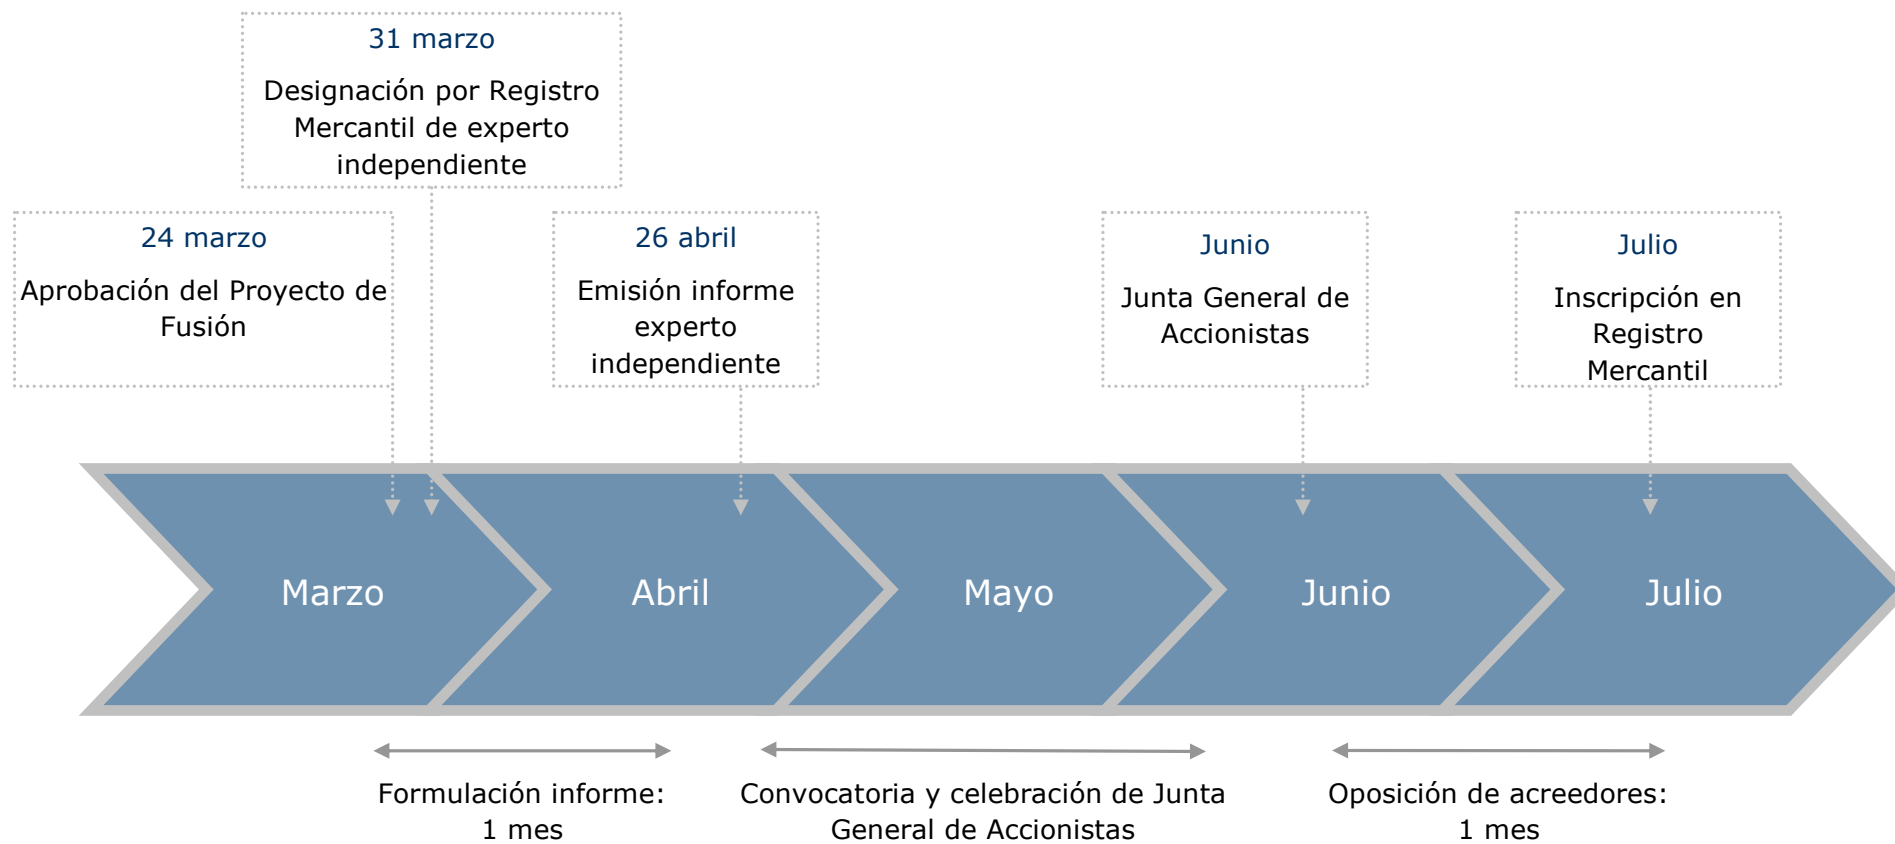 31 marzo
Designación por Registro
Mercantil de experto
independiente
24 marzo
Aprobación del Proyecto de
Fusión
26 abril
Emisión informe
experto
independiente
Junio
Junta General de
Accionistas
Julio
Inscripción en
Registro
Mercantil
Marzo
Abril
Mayo
Junio
Julio
Formulación informe:
1 mes
Convocatoria y celebración de Junta
General de Accionistas
Oposición de acreedores:
1 mes